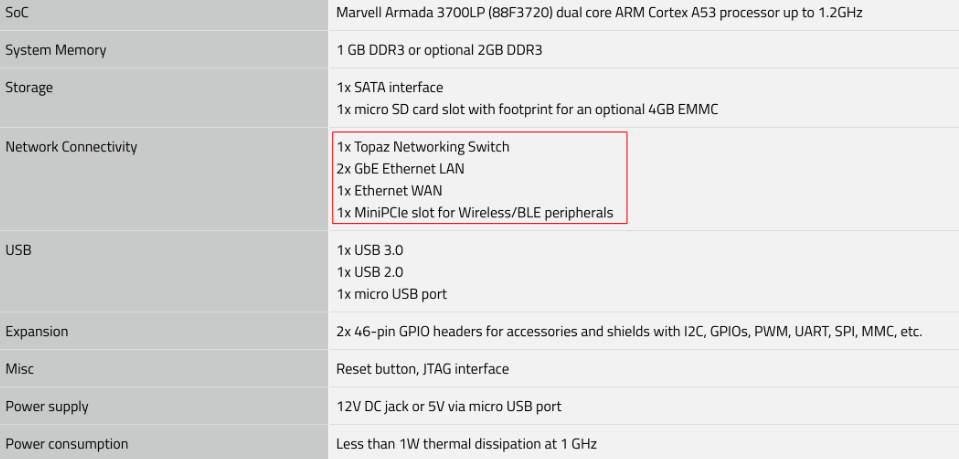 SoC
Marvell Armada 3700LP (88F3720) dual core ARM Cortex A53 processor up to 1.2GHz
System Memory
1 GB DDR3 or optional 2GB DDR3
Storage
1x SATA interface
1x micro SD card slot with footprint for an optional 4GB EMMC
Network Connectivity
1x Topaz Networking Switch
2x GbE Ethernet LAN
1x Ethernet WAN
1x MiniPCIe slot for Wireless/BLE peripherals
USB
1x USB 3.0
1x USB 2.0
1x micro USB port
Expansion
2x 46-pin GPIO headers for accessories and shields with I2C, GPIOs, PWM, UART, SPI, MMC, etc.
Misc
Reset button, JTAG interface
Power supply
12V DC jack or 5V via micro USB port
Power consumption
Less than 1W thermal dissipation at 1 GHz